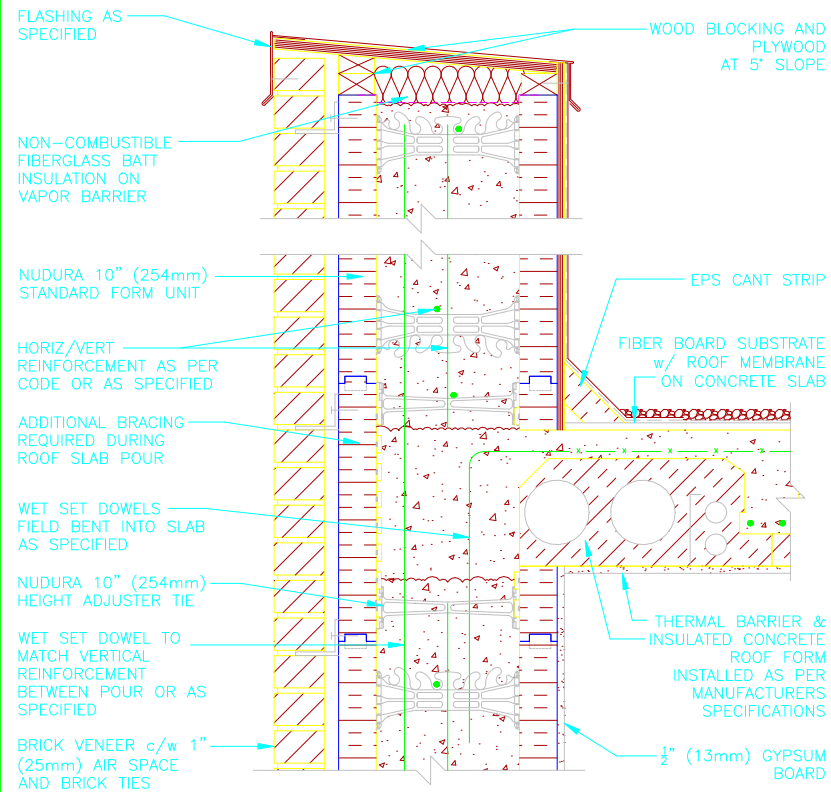 FLASHING AS
SPECIFIED
WOOD BLOCKING AND
PLYWOOD
AT 5° SLOPE
NON-COMBUSTIBLE
FIBERGLASS BATT
INSULATION ON
VAPOR BARRIER
NUDURA 10" (254mm)
STANDARD FORM UNIT
EPS CANT STRIP
HORIZ/VERT
REINFORCEMENT AS PER
CODE OR AS SPECIFIED
FIBER BOARD SUBSTRATE
w/ ROOF MEMBRANE
ON CONCRETE SLAB
ADDITIONAL BRACING
REQUIRED DURING
ROOF SLAB POUR
WET SET DOWELS
FIELD BENT INTO SLAB
AS SPECIFIED
NUDURA 10" (254mm)
HEIGHT ADJUSTER TIE
WET SET DOWEL TO
MATCH VERTICAL
REINFORCEMENT
BETWEEN POUR OR AS
SPECIFIED
THERMAL BARRIER &
INSULATED CONCRETE
ROOF FORM
INSTALLED AS PER
MANUFACTURERS
SPECIFICATIONS
BRICK VENEER c/w 1"
(25mm) AIR SPACE
AND BRICK TIES
½" (13mm) GYPSUM
BOARD